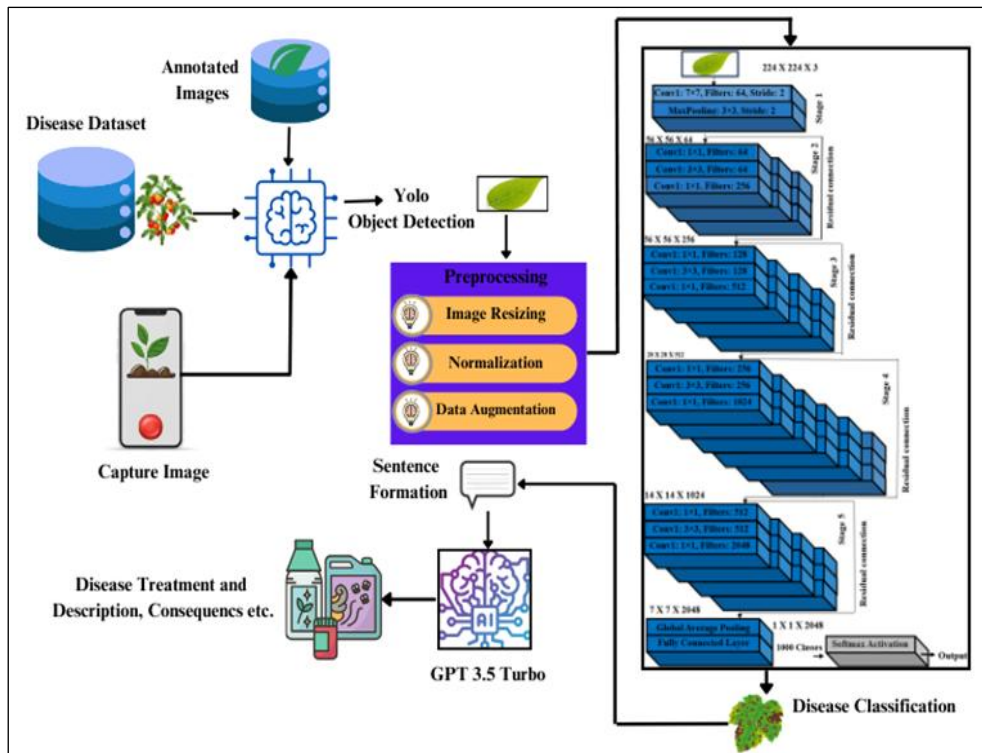 Annotated
Images
Disease Dataset
Yolo
Object Detection
Capture Image
Preprocessing
Image Resizing
Normalization
Data Augmentation
224 X 224 X 3
Conv1: 7×7, Filters: 64, Stride: 2
MaxPooling: 3×3, Stride: 2
Stage 1
56 X 56 X 64
Conv1: 1×1, Filters: 64
Conv1: 3×3, Filters: 64
Conv1: 1×1, Filters: 256
Stage 2
Residual connection
56 X 56 X 256
Conv1: 1×1, Filters: 128
Conv1: 3×3, Filters: 128
Conv1: 1×1, Filters: 512
Stage 3
Residual connection
28 X 28 X 512
Conv1: 1×1, Filters: 256
Conv1: 3×3, Filters: 256
Conv1: 1×1, Filters: 1024
Stage 4
Residual connection
14 X 14 X 1024
Conv1: 1×1, Filters: 512
Conv1: 3×3, Filters: 512
Conv1: 1×1, Filters: 2048
Stage 5
Residual connection
7 X 7 X 2048
Global Average Pooling
Fully Connected Layer
1 X 1 X 2048
1000 Classes
Softmax Activation
Output
Disease Classification
Sentence
Formation
AI
GPT 3.5 Turbo
Disease Treatment and
Description, Consequencs etc.